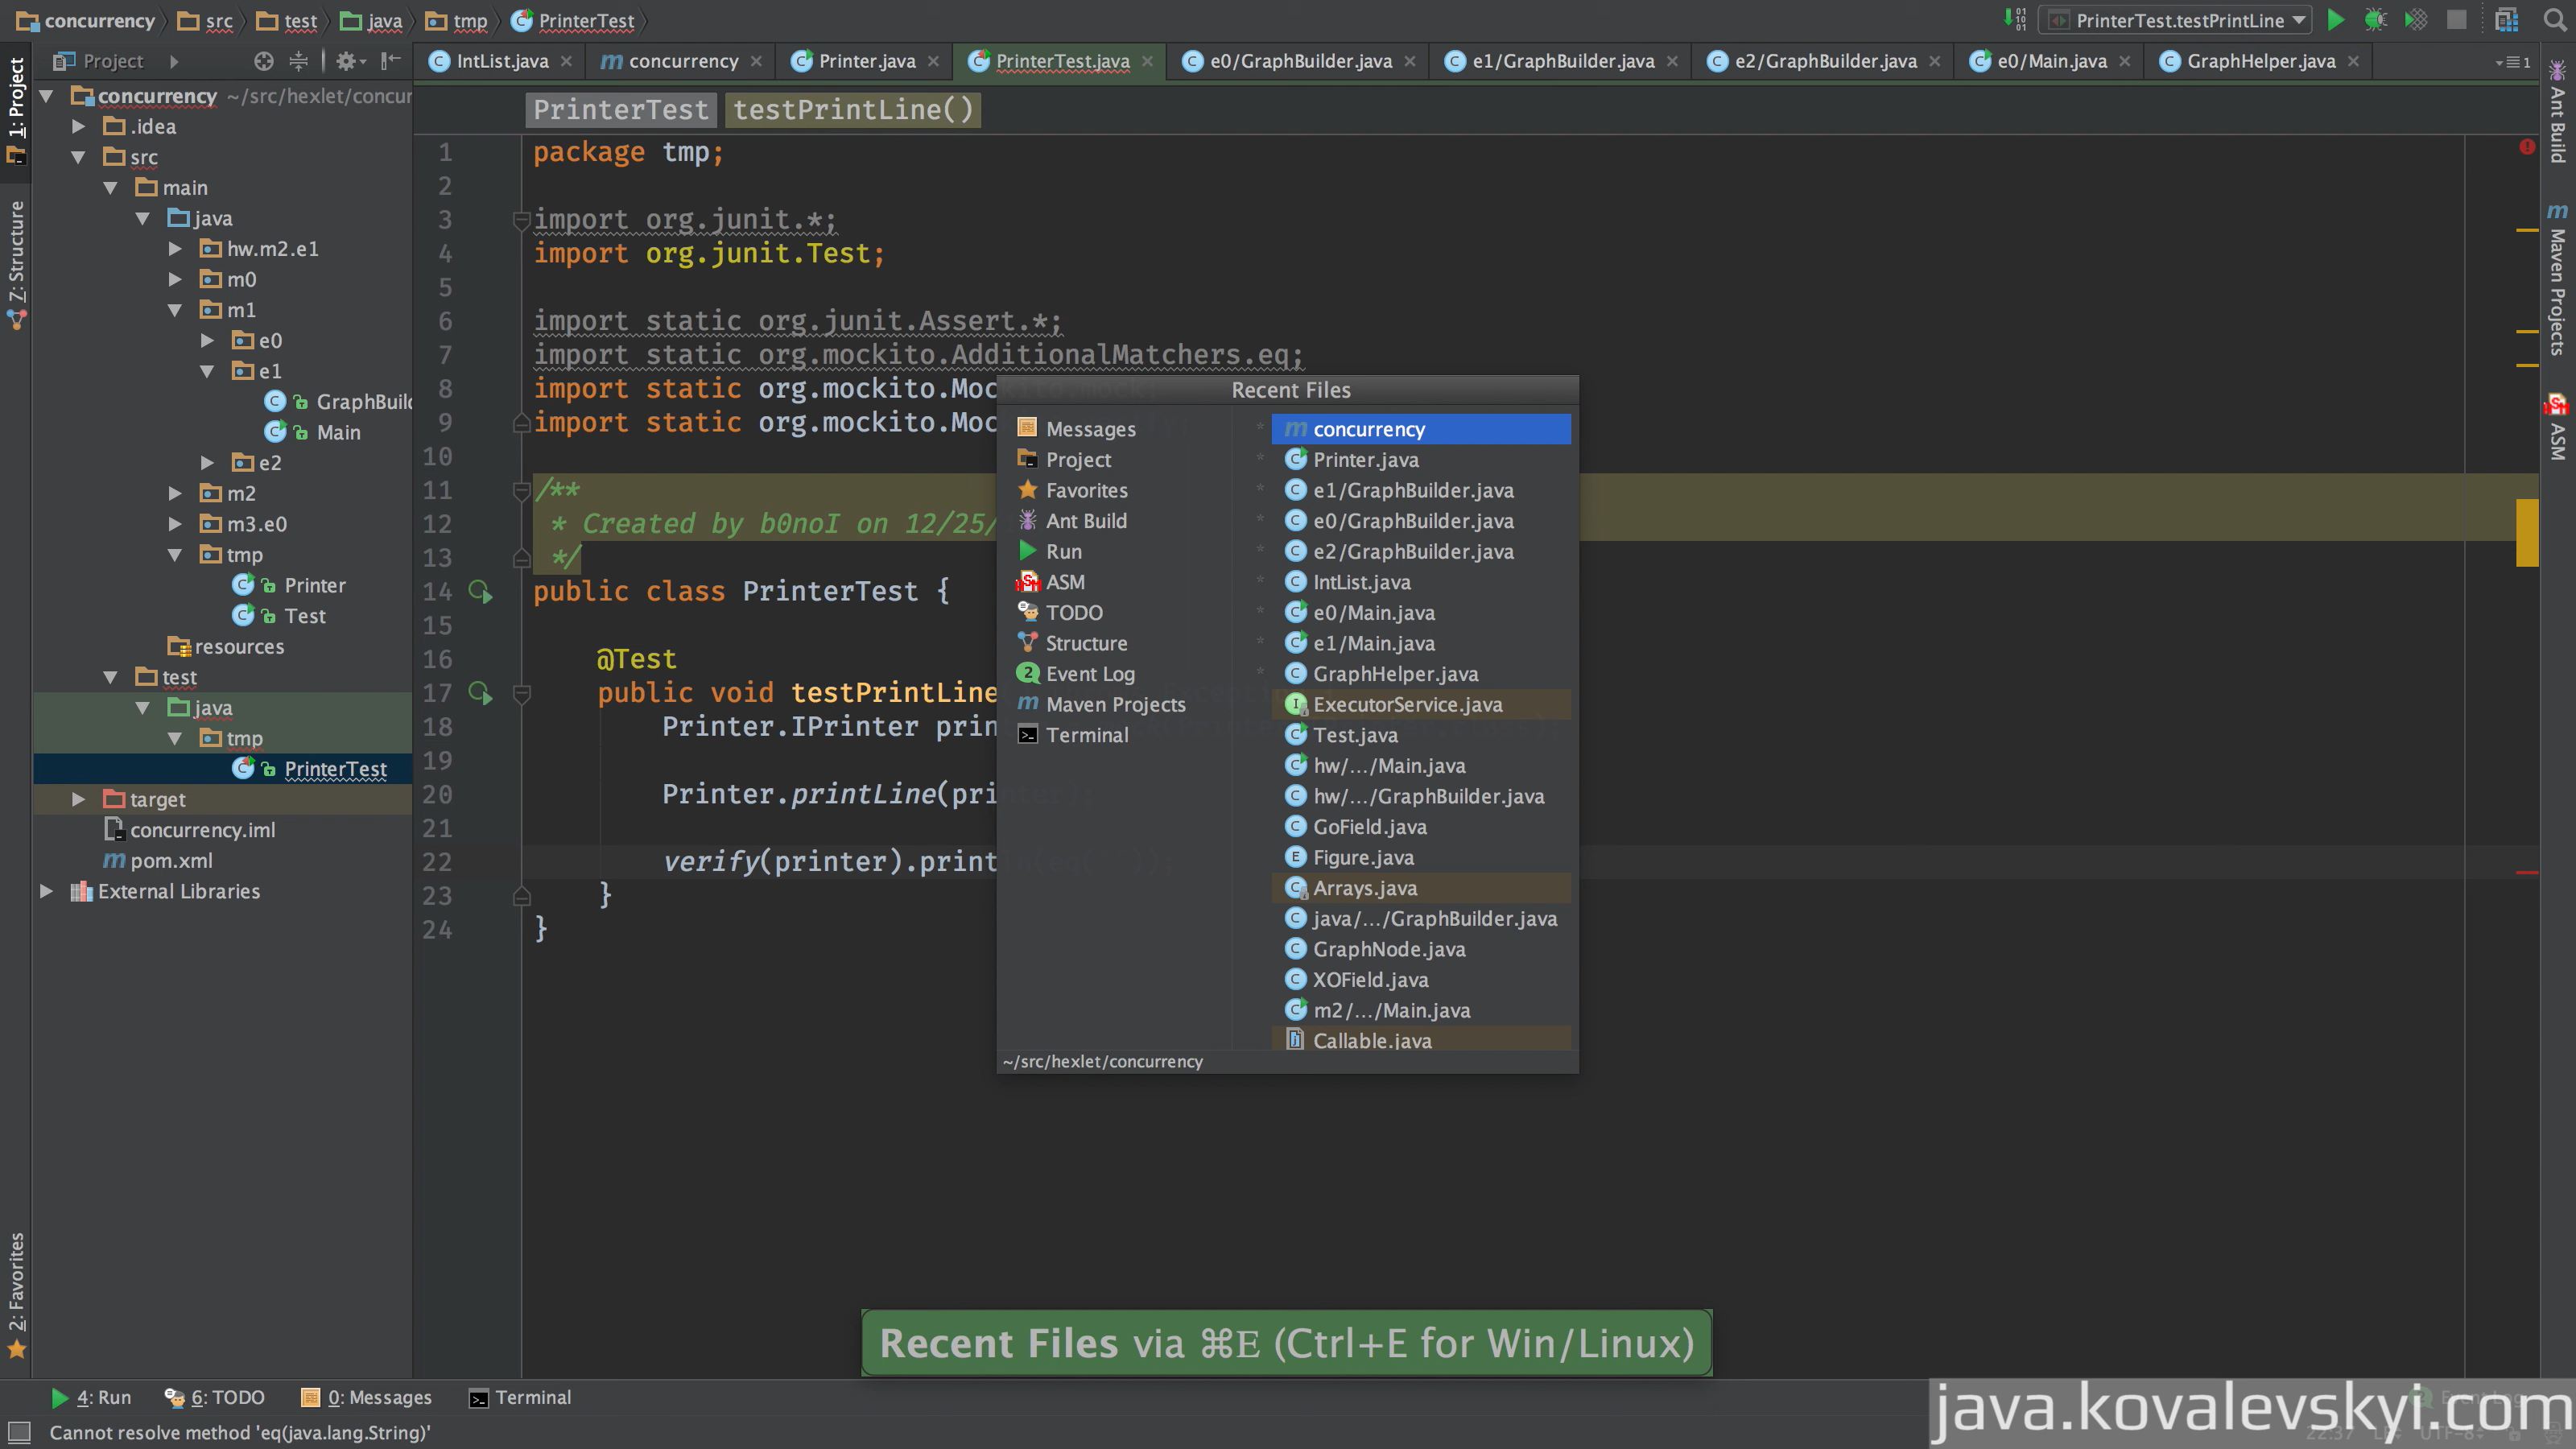 concurrency src test java tmp PrinterTest
PrinterTest.testPrintLine
Project
IntList.java concurrency Printer.java PrinterTest.java e0/GraphBuilder.java e1/GraphBuilder.java e2/GraphBuilder.java e0/Main.java GraphHelper.java 1
1: Project
Z: Structure
2: Favorites
concurrency ~/src/hexlet/concur
.idea
src
main
java
hw.m2.e1
m0
m1
e0
e1
GraphBuild
Main
e2
m2
m3.e0
tmp
Printer
Test
resources
test
java
tmp
PrinterTest
target
concurrency.iml
pom.xml
External Libraries
PrinterTest testPrintLine()
1 package tmp;
2
3 import org.junit.*;
4 import org.junit.Test;
5
6 import static org.junit.Assert.*;
7 import static org.mockito.AdditionalMatchers.eq;
8 import static org.mockito.Mockito.mock;
9 import static org.mockito.Moc
10
11 /**
12 * Created by b0noI on 12/25/
13 */
14 public class PrinterTest {
15
16 @Test
17 public void testPrintLine
18 Printer.IPrinter prin
19
20 Printer.printLine(printer);
21
22 verify(printer).print
23 }
24 }
Recent Files
Messages
Project
Favorites
Ant Build
Run
ASM
TODO
Structure
2 Event Log
Maven Projects
Terminal
concurrency
Printer.java
e1/GraphBuilder.java
e0/GraphBuilder.java
e2/GraphBuilder.java
IntList.java
e0/Main.java
e1/Main.java
GraphHelper.java
ExecutorService.java
Test.java
hw/.../Main.java
hw/.../GraphBuilder.java
GoField.java
Figure.java
Arrays.java
java/.../GraphBuilder.java
GraphNode.java
XOField.java
m2/.../Main.java
Callable.java
~/src/hexlet/concurrency
Ant Build
Maven Projects
ASM
Recent Files via ⌘E (Ctrl+E for Win/Linux)
4: Run 6: TODO 0: Messages Terminal Event Log
Cannot resolve method 'eq(java.lang.String)'
22:37 UTF-8
java.kovalevskyi.com